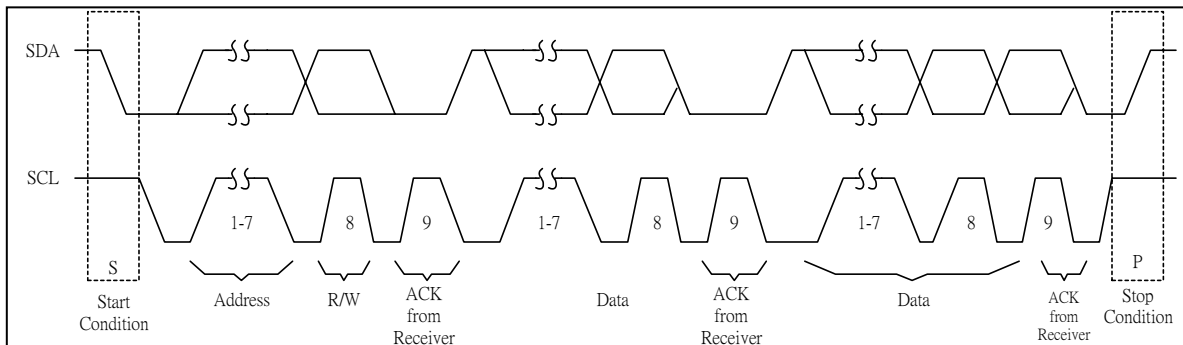 SDA
SCL
1-7
8
9
1-7
8
9
1-7
8
9
S
P
Start
Condition
Address
R/W
ACK
from
Receiver
Data
ACK
from
Receiver
Data
ACK
from
Receiver
Stop
Condition